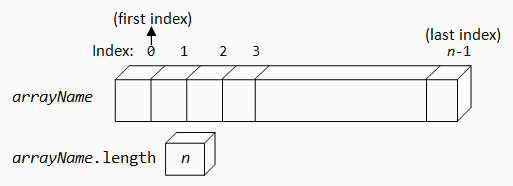 (first index)
(last index)
Index: 0 1 2 3 n-1
arrayName
arrayName.length n